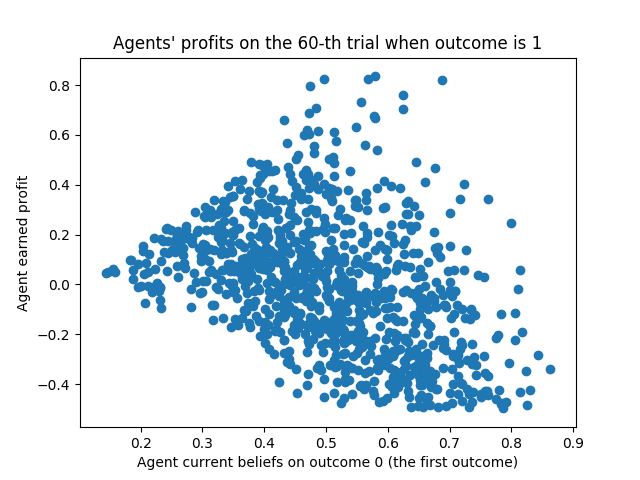 Agents' profits on the 60-th trial when outcome is 1
Agent earned profit
0.8
0.6
0.4
0.2
0.0
−0.2
−0.4
0.2 0.3 0.4 0.5 0.6 0.7 0.8 0.9
Agent current beliefs on outcome 0 (the first outcome)